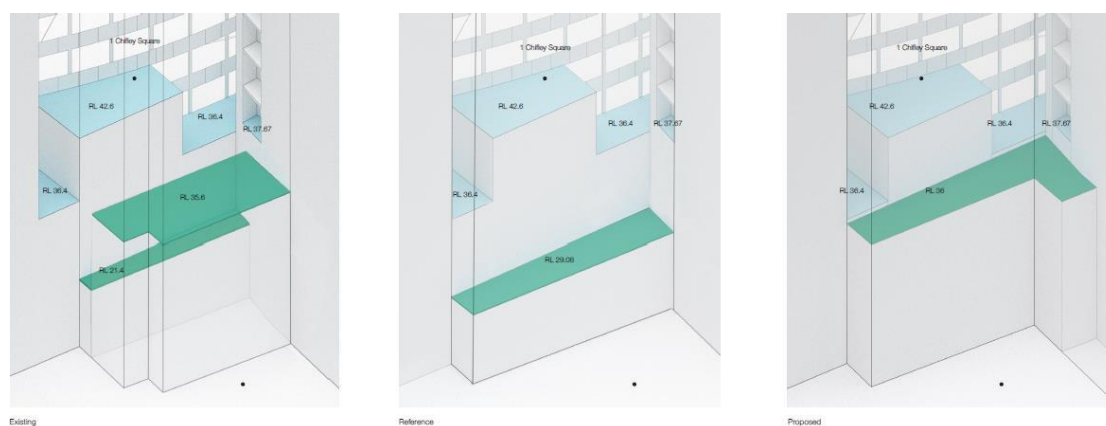 1 Chifley Square
RL 42.6
RL 36.4
RL 37.67
RL 36.4
RL 35.6
RL 21.4
Existing
1 Chifley Square
RL 42.6
RL 36.4
RL 37.67
RL 36.4
RL 29.08
Reference
1 Chifley Square
RL 42.6
RL 36.4
RL 37.67
RL 36.4
RL 36
Proposed